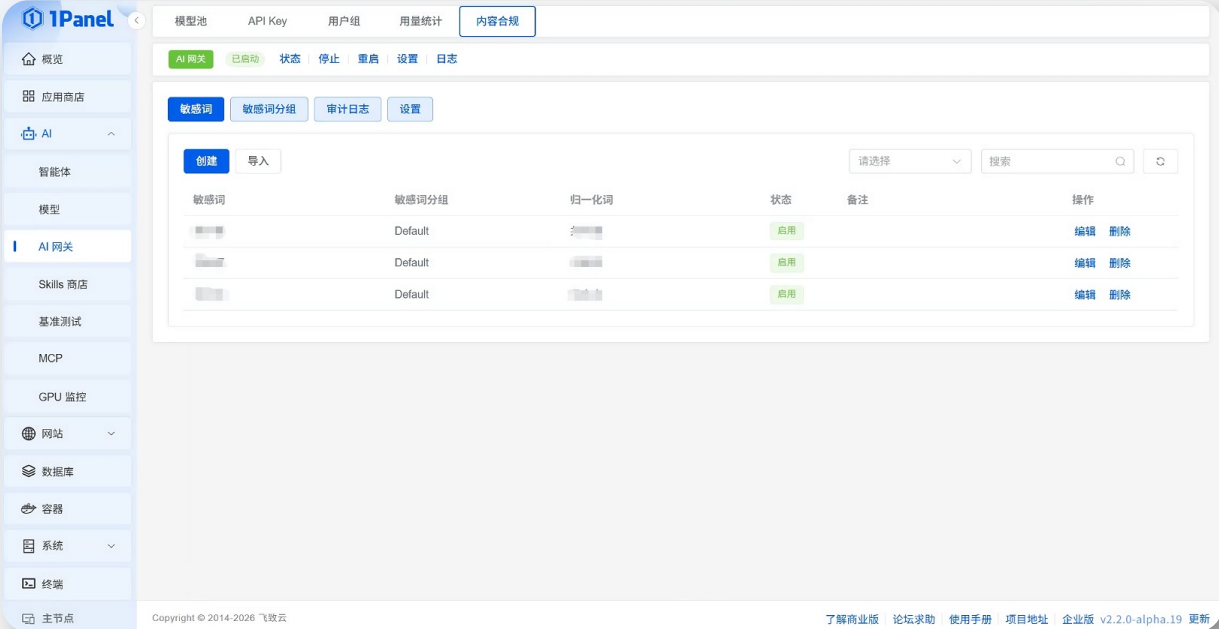 1Panel
模型池 API Key 用户组 用量统计 内容合规
AI 网关 已启动 状态 停止 重启 设置 日志
概览
应用商店
AI
智能体
模型
AI 网关
Skills 商店
基准测试
MCP
GPU 监控
网站
数据库
容器
系统
终端
主节点
敏感词 敏感词分组 审计日志 设置
创建 导入 请选择 搜索
敏感词 敏感词分组 归一化词 状态 备注 操作
Default 启用 编辑 删除
Default 启用 编辑 删除
Default 启用 编辑 删除
Copyright © 2014-2026 飞致云 了解商业版 论坛求助 使用手册 项目地址 企业版 v2.2.0-alpha.19 更新